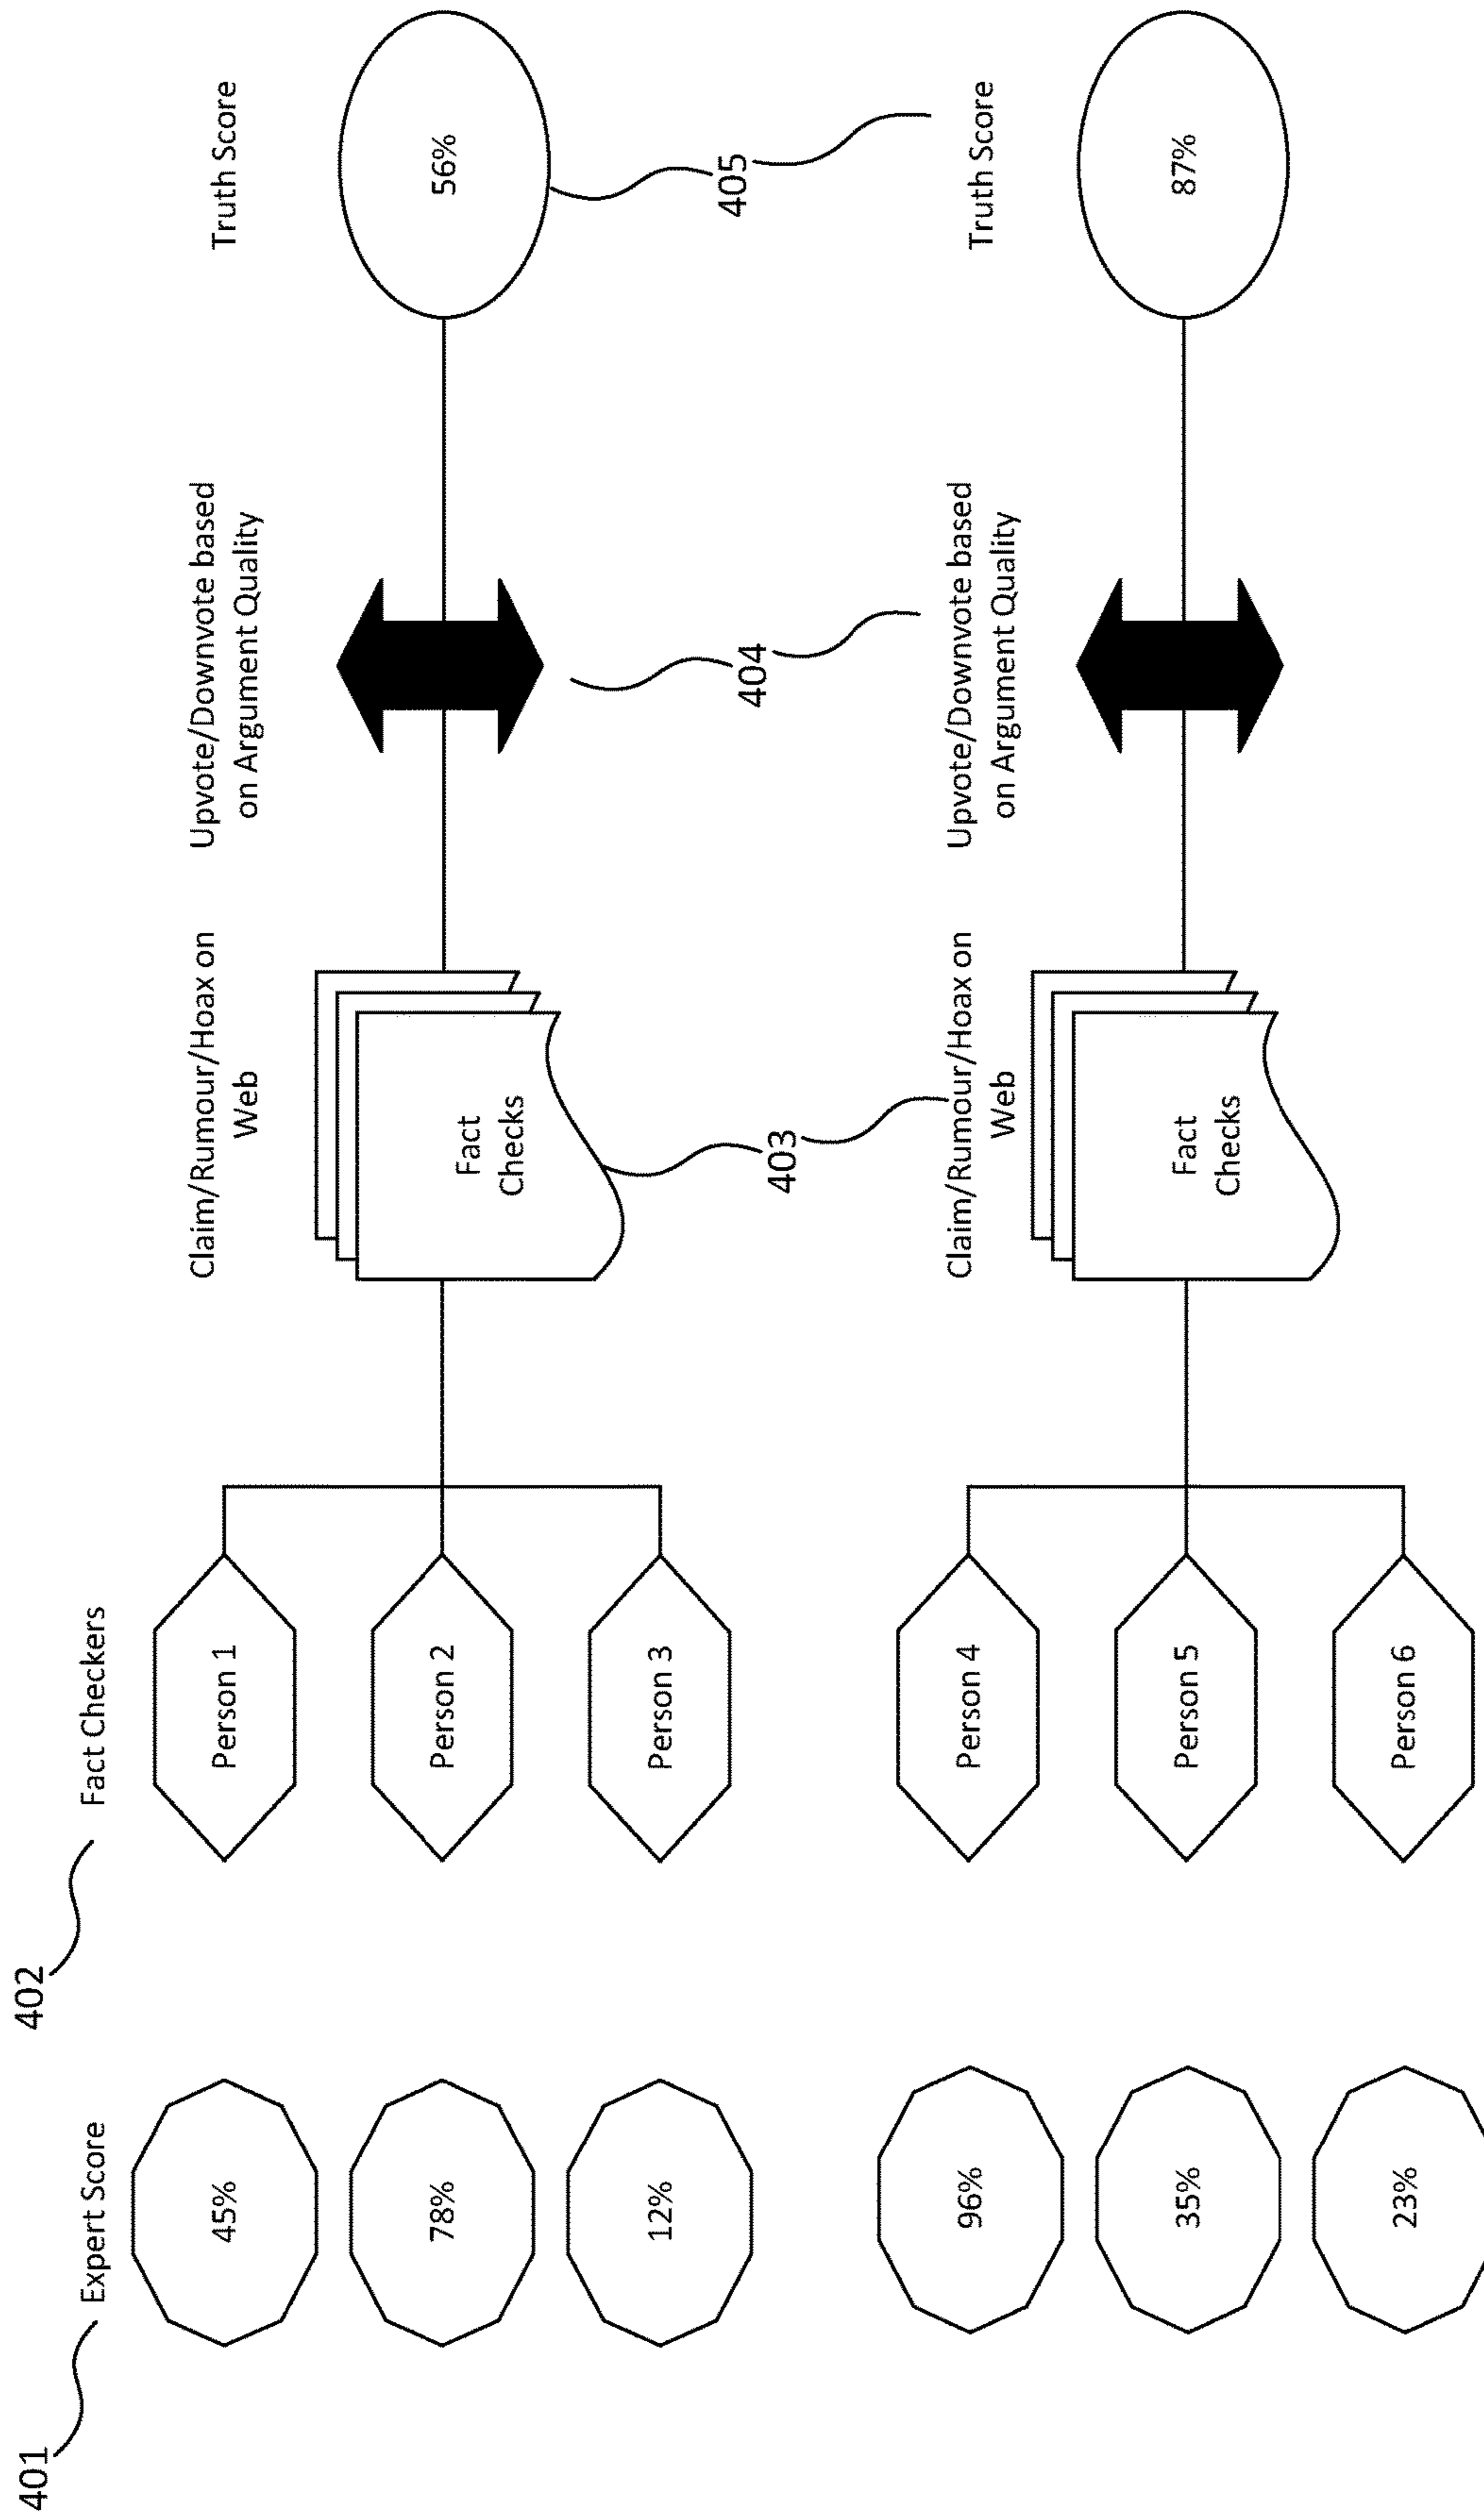 401
Expert Score
402
Fact Checkers
Claim/Rumour/Hoax on
Web
Upvote/Downvote based
on Argument Quality
Truth Score
45%
Person 1
78%
Person 2
12%
Person 3
Fact
Checks
56%
403
404
405
Claim/Rumour/Hoax on
Web
Upvote/Downvote based
on Argument Quality
Truth Score
96%
Person 4
35%
Person 5
23%
Person 6
Fact
Checks
87%